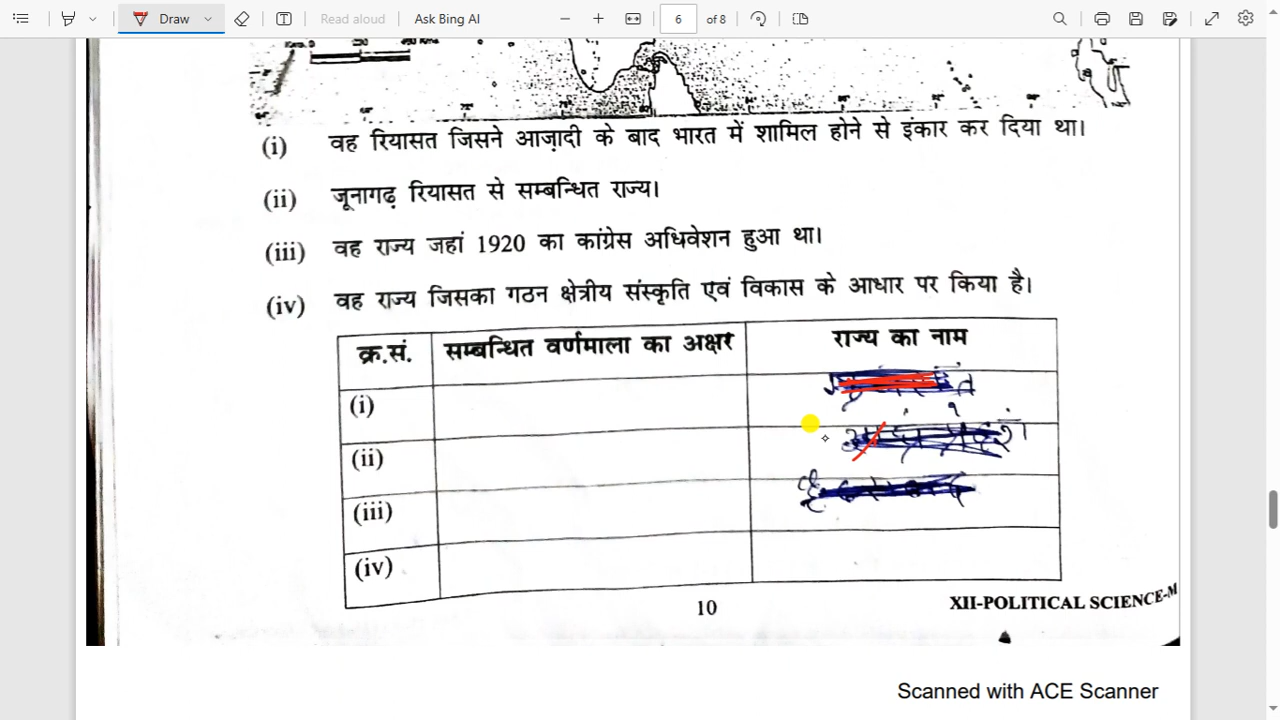 Draw
Read aloud
Ask Bing AI
6
of 8
(i) वह रियासत जिसने आज़ादी के बाद भारत में शामिल होने से इंकार कर दिया था।
(ii) जूनागढ़ रियासत से सम्बन्धित राज्य।
(iii) वह राज्य जहां 1920 का कांग्रेस अधिवेशन हुआ था।
(iv) वह राज्य जिसका गठन क्षेत्रीय संस्कृति एवं विकास के आधार पर किया है।
क्र.सं. सम्बन्धित वर्णमाला का अक्षर राज्य का नाम
(i)
(ii)
(iii)
(iv)
10
XII-POLITICAL SCIENCE-M
Scanned with ACE Scanner